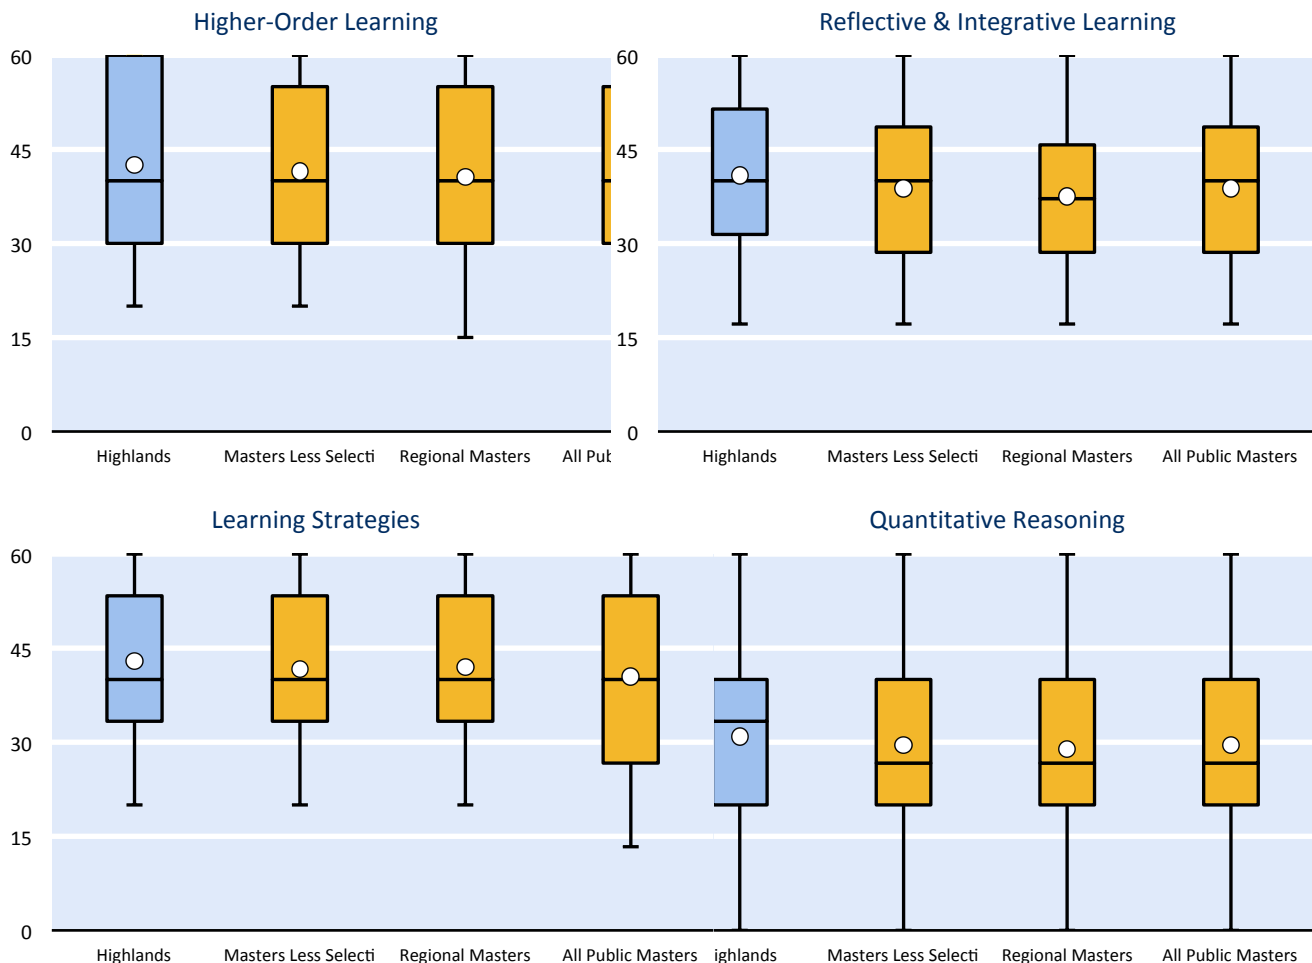 Higher-Order Learning
60
45
30
15
0
Highlands Masters Less Selecti Regional Masters All Pub
Reflective & Integrative Learning
60
45
30
15
0
Highlands Masters Less Selecti Regional Masters All Public Masters
Learning Strategies
60
45
30
15
0
Highlands Masters Less Selecti Regional Masters All Public Masters
Quantitative Reasoning
ighlands Masters Less Selecti Regional Masters All Public Masters